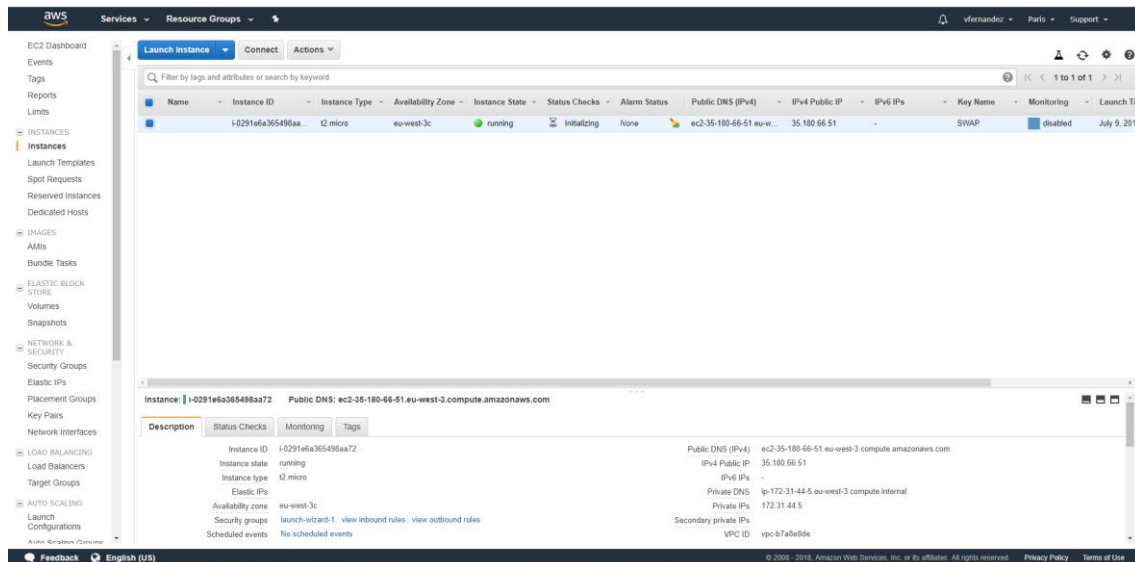 aws Services Resource Groups vfernandez Paris Support
EC2 Dashboard
Events
Tags
Reports
Limits
INSTANCES
Instances
Launch Templates
Spot Requests
Reserved Instances
Dedicated Hosts
IMAGES
AMIs
Bundle Tasks
ELASTIC BLOCK
STORE
Volumes
Snapshots
NETWORK &
SECURITY
Security Groups
Elastic IPs
Placement Groups
Key Pairs
Network Interfaces
LOAD BALANCING
Load Balancers
Target Groups
AUTO SCALING
Launch
Configurations
Auto Scaling Groups
Launch Instance Connect Actions
Filter by tags and attributes or search by keyword 1 to 1 of 1
Name Instance ID Instance Type Availability Zone Instance State Status Checks Alarm Status Public DNS (IPv4) IPv4 Public IP IPv6 IPs Key Name Monitoring Launch Ti
i-0291e6a365498aa... t2.micro eu-west-3c running Initializing None ec2-35-180-66-51.eu-w... 35.180.66.51 - SWAP disabled July 9, 201
Instance: i-0291e6a365498aa72 Public DNS: ec2-35-180-66-51.eu-west-3.compute.amazonaws.com
Description Status Checks Monitoring Tags
Instance ID i-0291e6a365498aa72 Public DNS (IPv4) ec2-35-180-66-51.eu-west-3.compute.amazonaws.com
Instance state running IPv4 Public IP 35.180.66.51
Instance type t2.micro IPv6 IPs -
Elastic IPs Private DNS ip-172-31-44-5.eu-west-3.compute.internal
Availability zone eu-west-3c Private IPs 172.31.44.5
Security groups launch-wizard-1. view inbound rules. view outbound rules Secondary private IPs
Scheduled events No scheduled events VPC ID vpc-b7a8e8de
Feedback English (US) © 2008 - 2018, Amazon Web Services, Inc. or its affiliates. All rights reserved. Privacy Policy Terms of Use